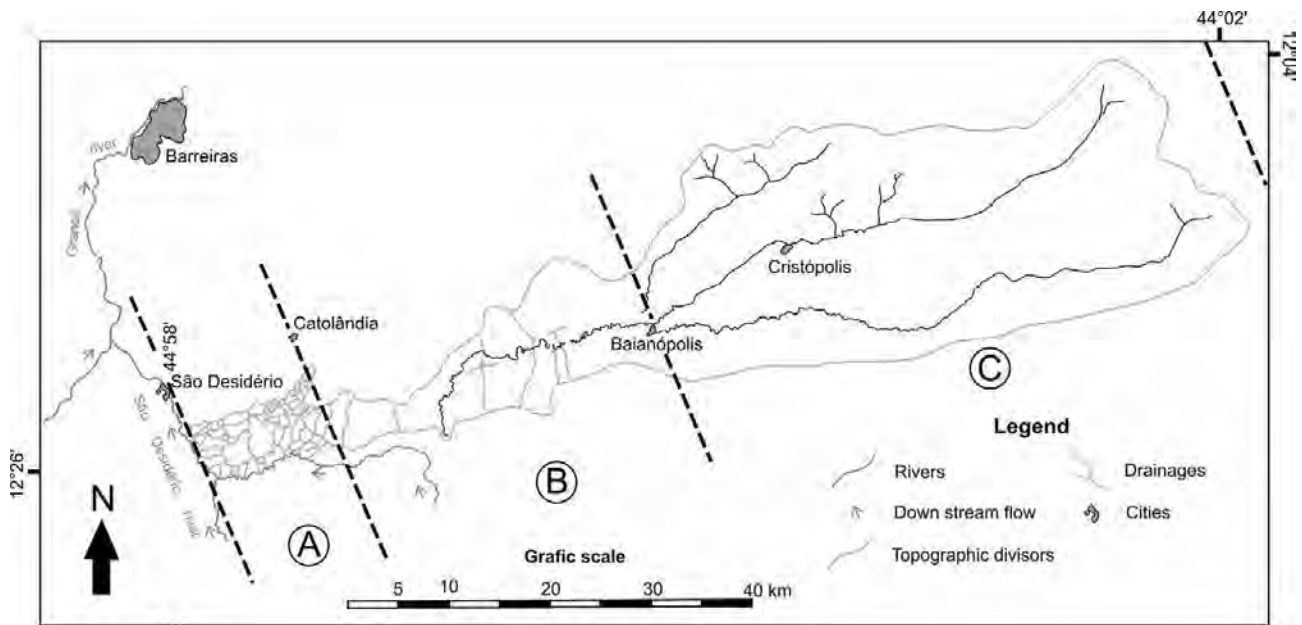 44°02'
12°04'
river
Barreiras
Grande
Cristópolis
Catolândia
Baianópolis
44°58'
São Desidério
C
São Desidério
river
Legend
12°26'
B
Rivers
Drainages
N
Down stream flow
Cities
A
Grafic scale
Topographic divisors
5 10 20 30 40 km